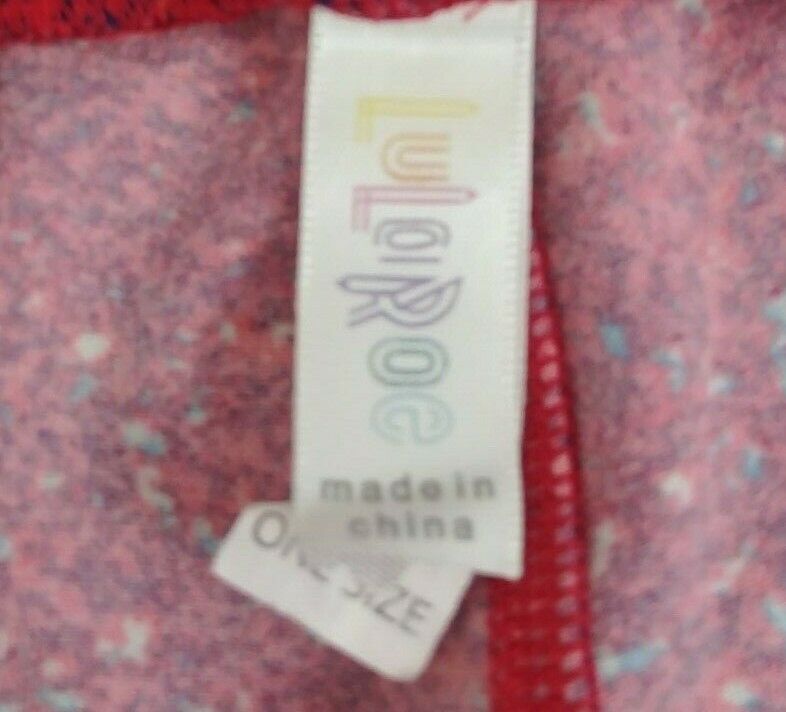 LuLaRoe
made in
china
ONE SIZE